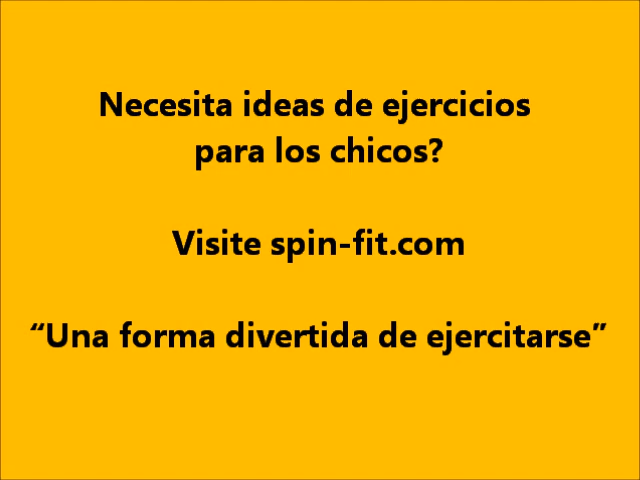 Necesita ideas de ejercicios
para los chicos?
Visite spin-fit.com
“Una forma divertida de ejercitarse”